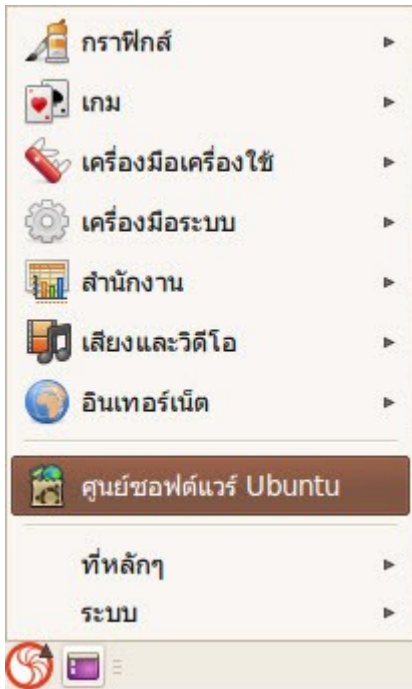 กราฟิกส์
เกม
เครื่องมือเครื่องใช้
เครื่องมือระบบ
สำนักงาน
เสียงและวิดีโอ
อินเทอร์เน็ต
ศูนย์ซอฟต์แวร์ Ubuntu
ที่หลักๆ
ระบบ